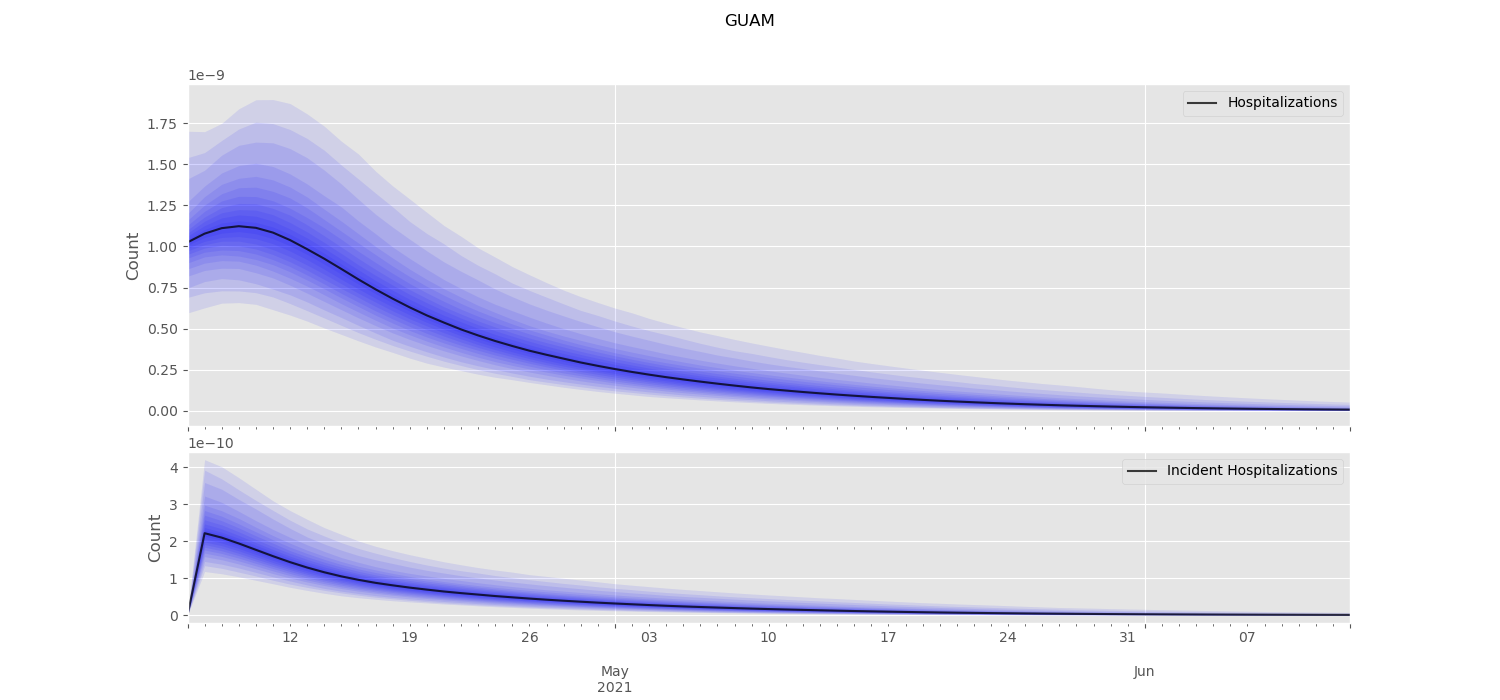 GUAM
1e−9
Hospitalizations
1.75
1.50
1.25
1.00
0.75
0.50
0.25
0.00
Count
1e−10
Incident Hospitalizations
4
3
2
1
0
Count
12 19 26 03 10 17 24 31 07
May Jun
2021